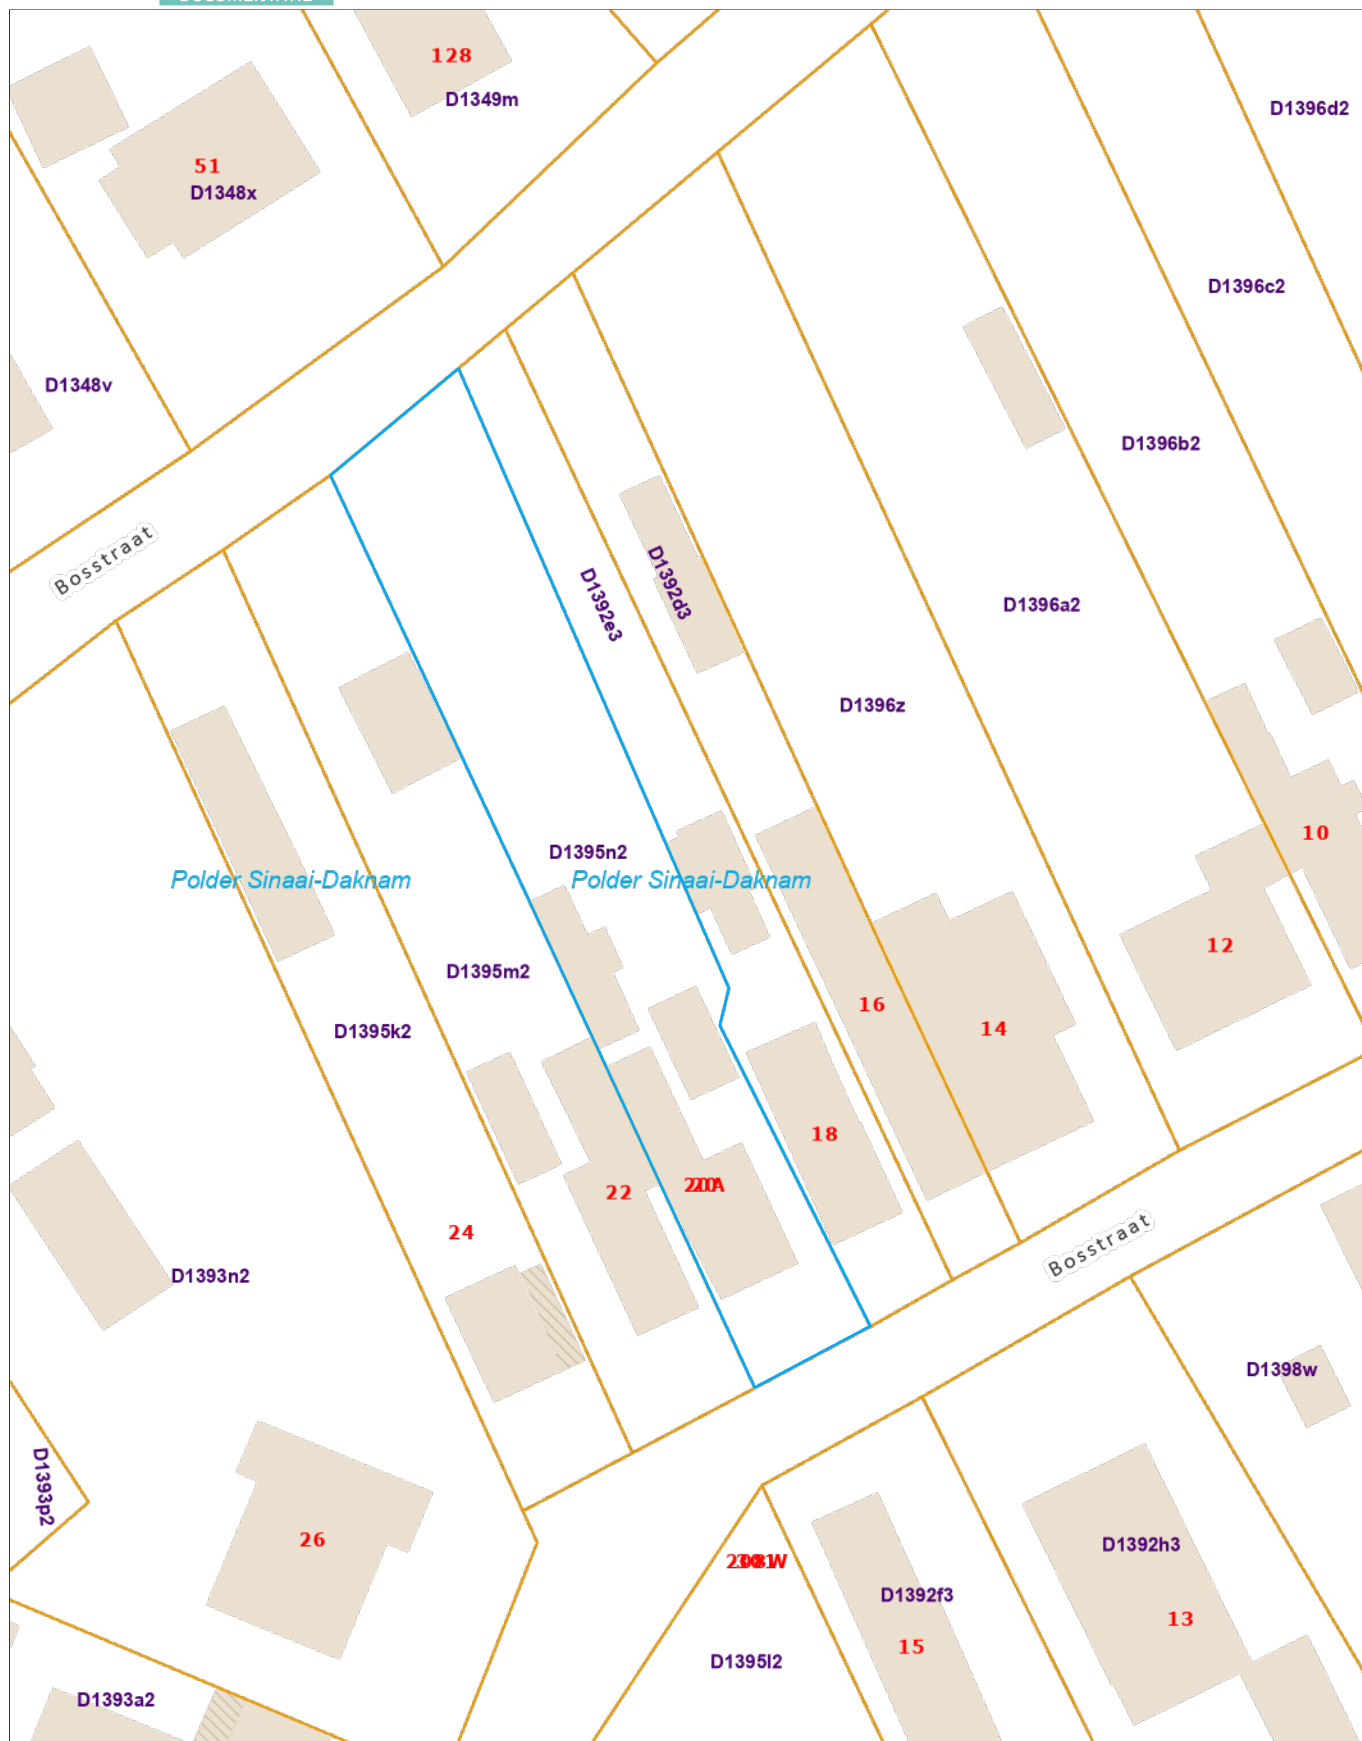 128
D1349m
D1396d2
51
D1348x
D1396c2
D1348v
D1396b2
Bosstraat
D1392e3
D1392d3
D1396a2
D1396z
10
D1395n2
Polder Sinaai-Daknam
Polder Sinaai-Daknam
12
D1395m2
16
14
D1395k2
18
22
24
Bosstraat
D1393n2
D1398w
D1393p2
26
D1392h3
D1392f3
13
15
D1395l2
D1393a2